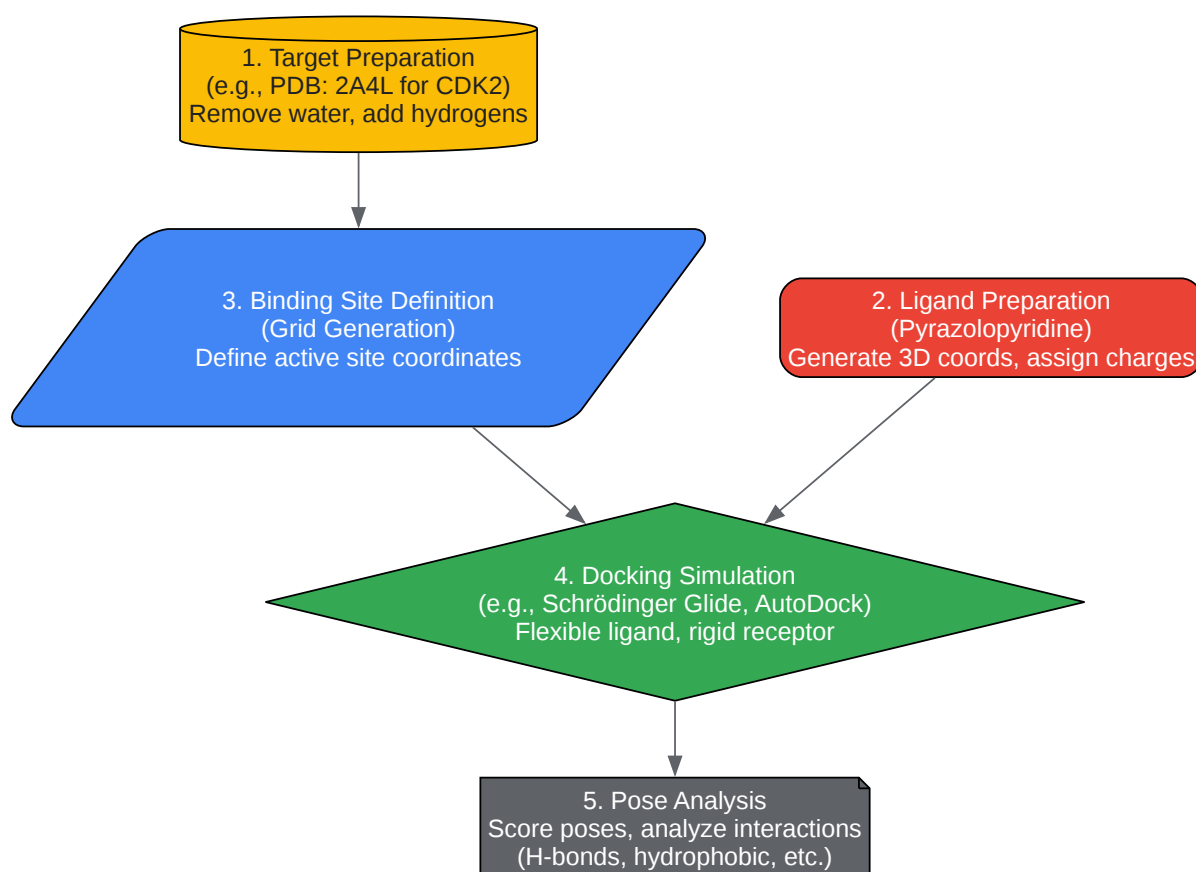 1. Target Preparation
(e.g., PDB: 2A4L for CDK2)
Remove water, add hydrogens
3. Binding Site Definition
(Grid Generation)
Define active site coordinates
2. Ligand Preparation
(Pyrazolopyridine)
Generate 3D coords, assign charges
4. Docking Simulation
(e.g., Schrödinger Glide, AutoDock)
Flexible ligand, rigid receptor
5. Pose Analysis
Score poses, analyze interactions
(H-bonds, hydrophobic, etc.)